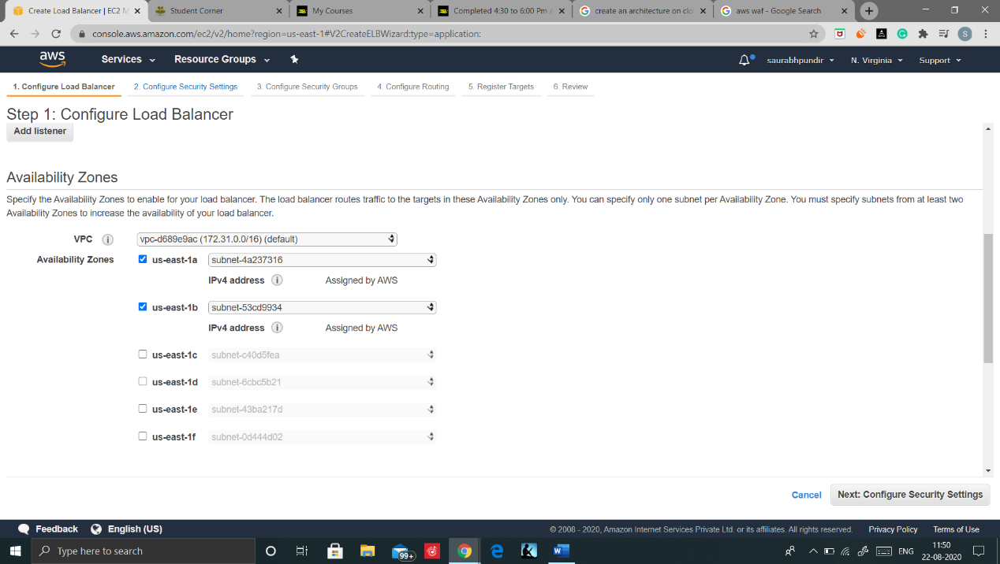 Create Load Balancer | EC2 M
Student Corner
My Courses
Completed 4:30 to 6:00 Pm
create an architecture on clo
aws waf - Google Search
console.aws.amazon.com/ec2/v2/home?region=us-east-1#V2CreateELBWizard:type=application:
S
aws
Services
Resource Groups
saurabhpundir
N. Virginia
Support
1. Configure Load Balancer
2. Configure Security Settings
3. Configure Security Groups
4. Configure Routing
5. Register Targets
6. Review
Step 1: Configure Load Balancer
Add listener
Availability Zones
Specify the Availability Zones to enable for your load balancer. The load balancer routes traffic to the targets in these Availability Zones only. You can specify only one subnet per Availability Zone. You must specify subnets from at least two
Availability Zones to increase the availability of your load balancer.
VPC i vpc-d689e9ac (172.31.0.0/16) (default)
Availability Zones us-east-1a subnet-4a237316
IPv4 address i Assigned by AWS
us-east-1b subnet-53cd9934
IPv4 address i Assigned by AWS
us-east-1c subnet-c40d5fea
us-east-1d subnet-6cbc5b21
us-east-1e subnet-43ba217d
us-east-1f subnet-0d444d02
Cancel
Next: Configure Security Settings
Feedback
English (US)
© 2008 - 2020, Amazon Internet Services Private Ltd. or its affiliates. All rights reserved.
Privacy Policy
Terms of Use
Type here to search
99+
ENG
11:50
22-08-2020